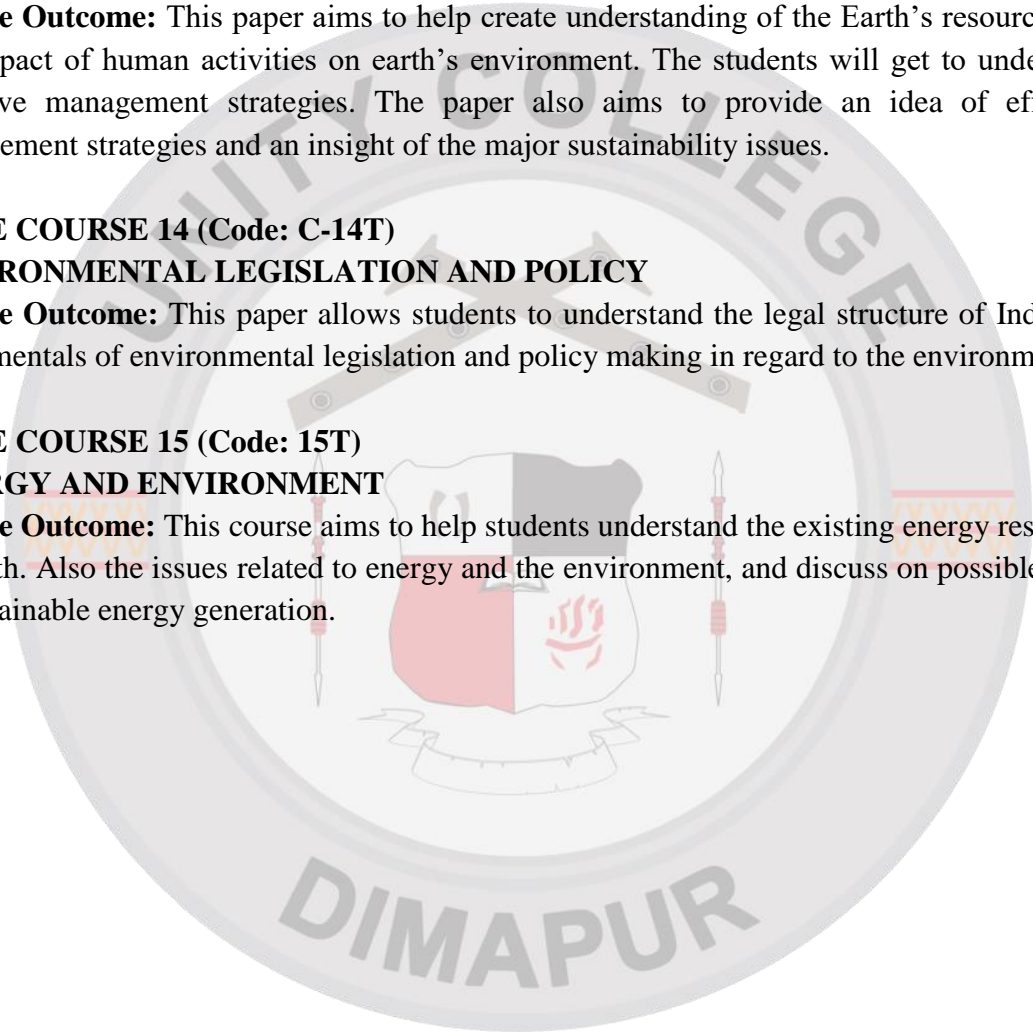 e Outcome: This paper aims to help create understanding of the Earth’s resourc
pact of human activities on earth’s environment. The students will get to unde
ve management strategies. The paper also aims to provide an idea of eff
ement strategies and an insight of the major sustainability issues.
E COURSE 14 (Code: C-14T)
RONMENTAL LEGISLATION AND POLICY
e Outcome: This paper allows students to understand the legal structure of Ind
mentals of environmental legislation and policy making in regard to the environm
E COURSE 15 (Code: 15T)
RGY AND ENVIRONMENT
e Outcome: This course aims to help students understand the existing energy res
th. Also the issues related to energy and the environment, and discuss on possible
tainable energy generation.
UNITY COLLEGE
DIMAPUR